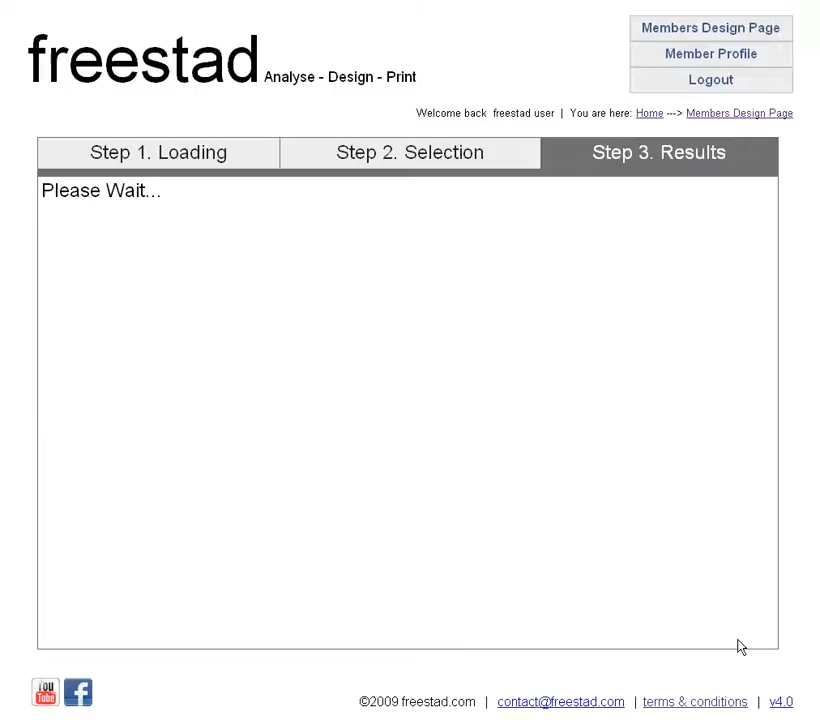 Members Design Page
freestad Analyse - Design - Print
Member Profile
Logout
Welcome back freestad user | You are here: Home ---> Members Design Page
Step 1. Loading Step 2. Selection Step 3. Results
Please Wait...
You Tube f ©2009 freestad.com | contact@freestad.com | terms & conditions | v4.0